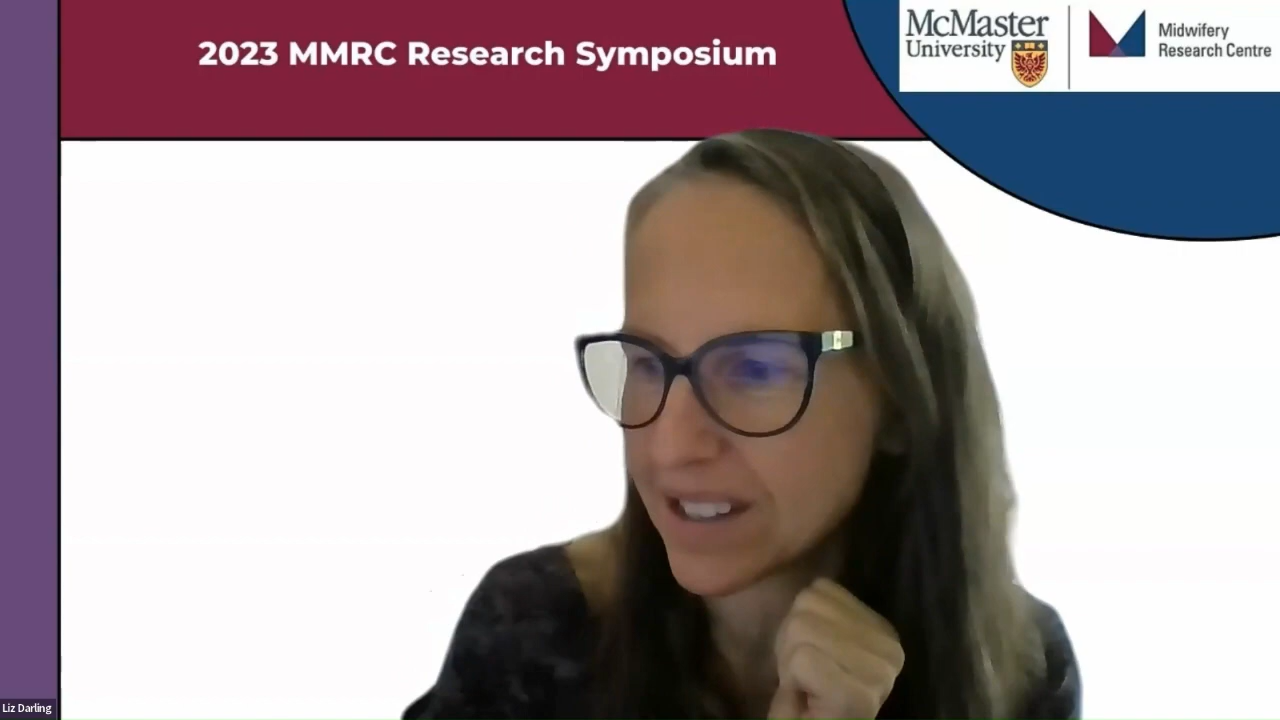 2023 MMRC Research Symposium
McMaster
University
Midwifery
Research Centre
Liz Darling